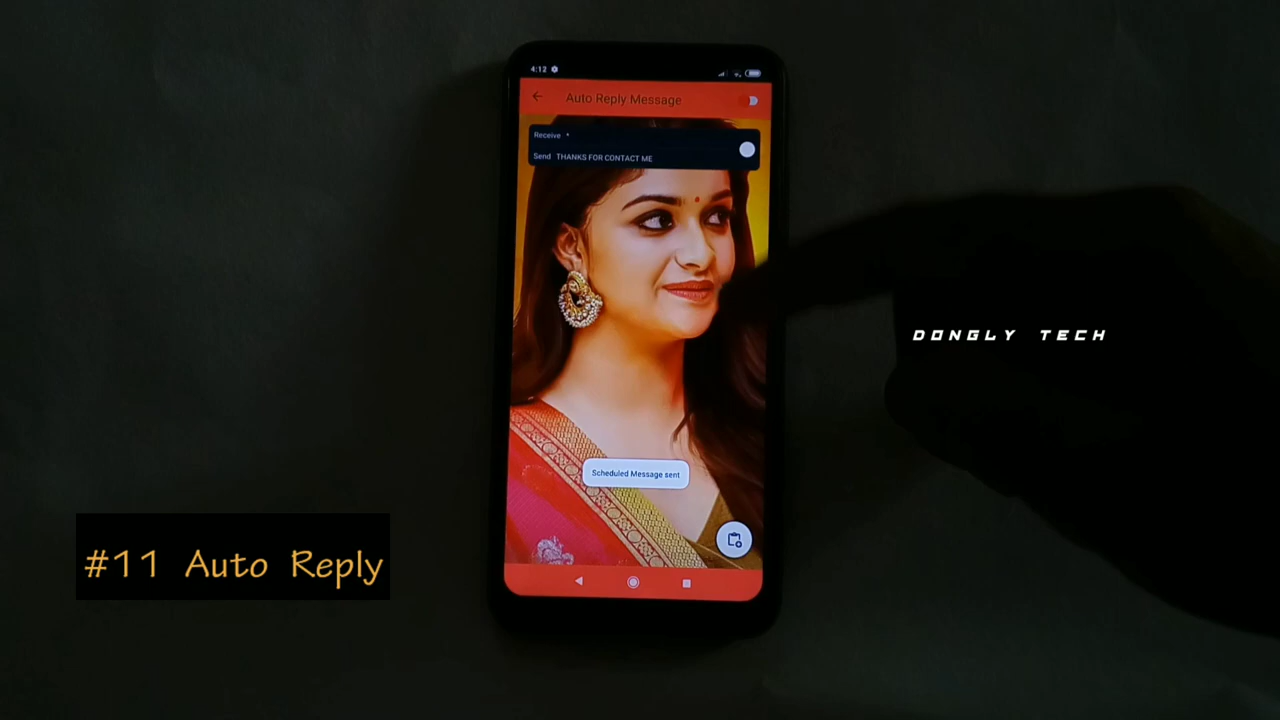 4:12
Auto Reply Message
Receive *
Send THANKS FOR CONTACT ME
DONGLY TECH
Scheduled Message sent
#11 Auto Reply